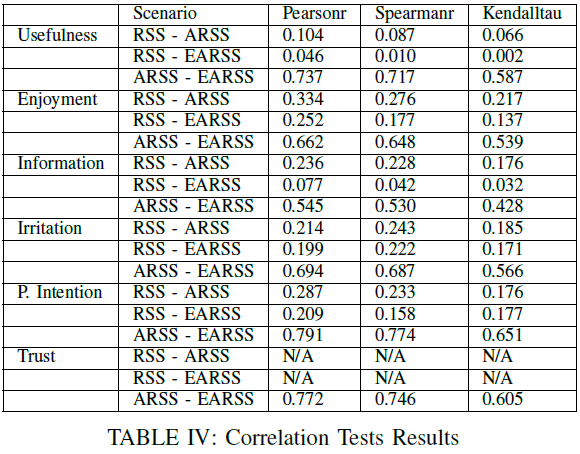 Scenario Pearsonr Spearmanr Kendalltau
Usefulness RSS - ARSS 0.104 0.087 0.066
RSS - EARSS 0.046 0.010 0.002
ARSS - EARSS 0.737 0.717 0.587
Enjoyment RSS - ARSS 0.334 0.276 0.217
RSS - EARSS 0.252 0.177 0.137
ARSS - EARSS 0.662 0.648 0.539
Information RSS - ARSS 0.236 0.228 0.176
RSS - EARSS 0.077 0.042 0.032
ARSS - EARSS 0.545 0.530 0.428
Irritation RSS - ARSS 0.214 0.243 0.185
RSS - EARSS 0.199 0.222 0.171
ARSS - EARSS 0.694 0.687 0.566
P. Intention RSS - ARSS 0.287 0.233 0.176
RSS - EARSS 0.209 0.158 0.177
ARSS - EARSS 0.791 0.774 0.651
Trust RSS - ARSS N/A N/A N/A
RSS - EARSS N/A N/A N/A
ARSS - EARSS 0.772 0.746 0.605
TABLE IV: Correlation Tests Results